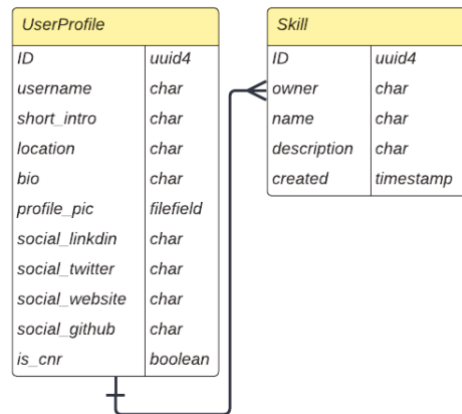 UserProfile
ID uuid4
username char
short_intro char
location char
bio char
profile_pic filefield
social_linkdin char
social_twitter char
social_website char
social_github char
is_cnr boolean
Skill
ID uuid4
owner char
name char
description char
created timestamp